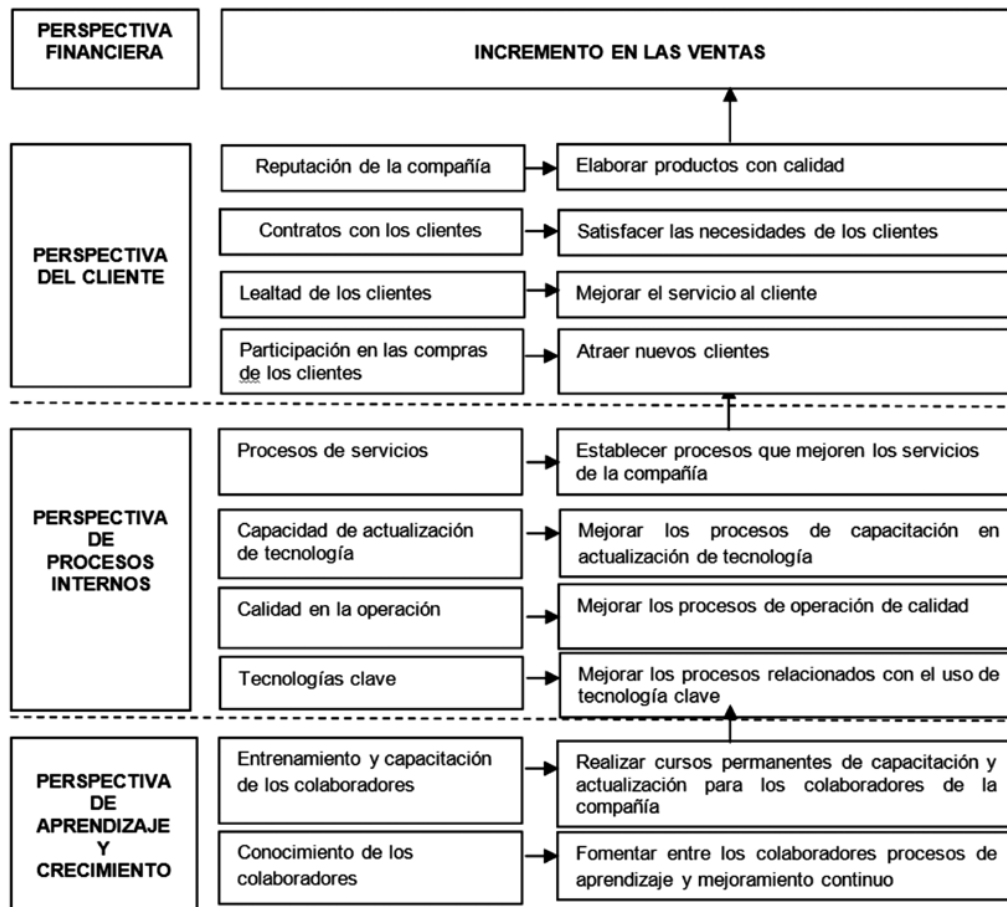 PERSPECTIVA
FINANCIERA
INCREMENTO EN LAS VENTAS
PERSPECTIVA
DEL CLIENTE
Reputación de la compañía
Elaborar productos con calidad
Contratos con los clientes
Satisfacer las necesidades de los clientes
Lealtad de los clientes
Mejorar el servicio al cliente
Participación en las compras
de los clientes
Atraer nuevos clientes
PERSPECTIVA
DE
PROCESOS
INTERNOS
Procesos de servicios
Establecer procesos que mejoren los servicios
de la compañía
Capacidad de actualización
de tecnología
Mejorar los procesos de capacitación en
actualización de tecnología
Calidad en la operación
Mejorar los procesos de operación de calidad
Tecnologías clave
Mejorar los procesos relacionados con el uso de
tecnología clave
PERSPECTIVA
DE
APRENDIZAJE
Y
CRECIMIENTO
Entrenamiento y capacitación
de los colaboradores
Realizar cursos permanentes de capacitación y
actualización para los colaboradores de la
compañía
Conocimiento de los
colaboradores
Fomentar entre los colaboradores procesos de
aprendizaje y mejoramiento continuo